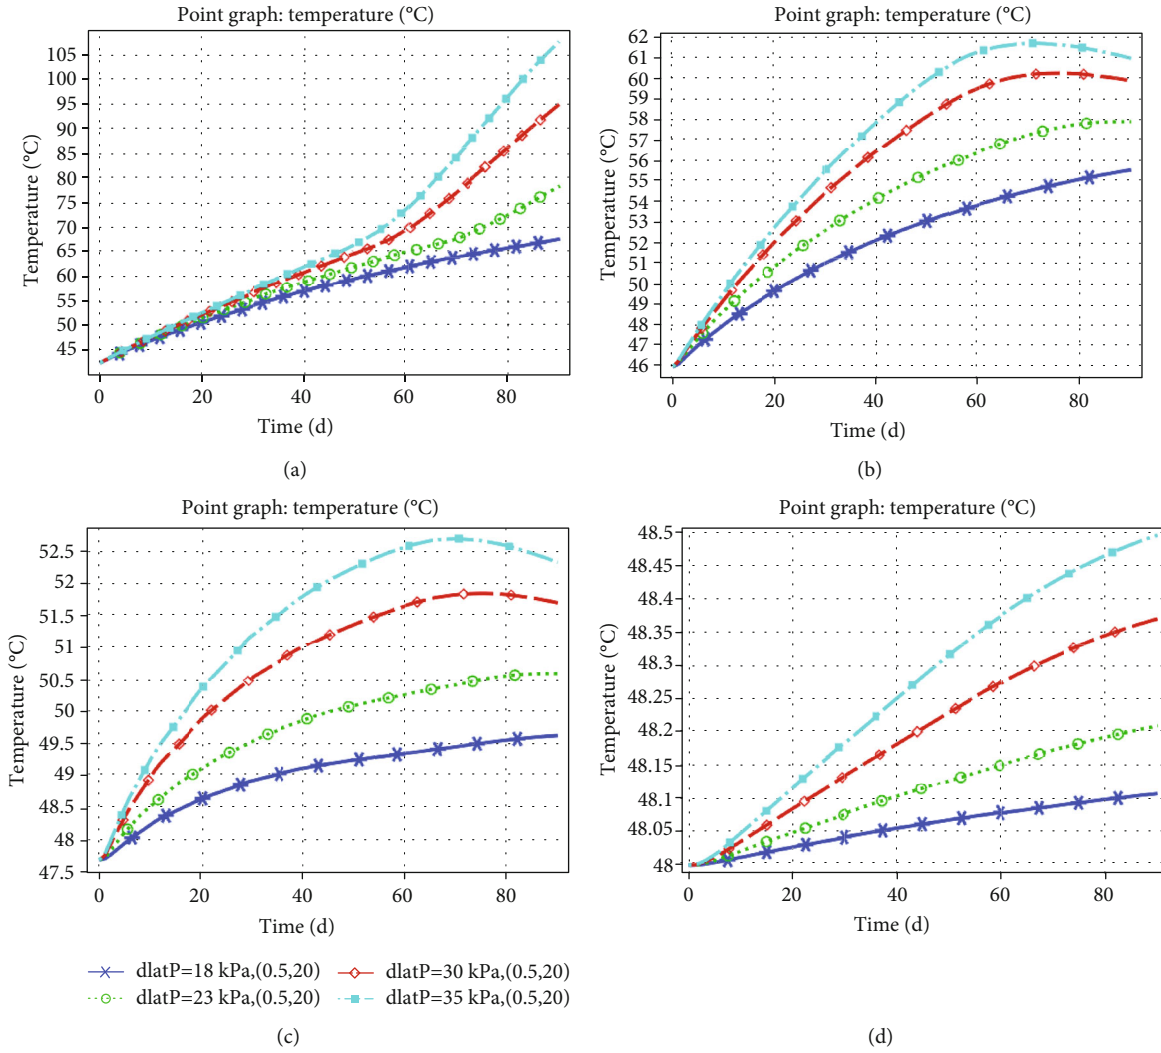 Point graph: temperature (°C)
105
100
95
90
85
80
75
70
65
60
55
50
45
Temperature (°C)
0 20 40 60 80
Time (d)
(a)
Point graph: temperature (°C)
62
61
60
59
58
57
56
55
54
53
52
51
50
49
48
47
46
Temperature (°C)
0 20 40 60 80
Time (d)
(b)
Point graph: temperature (°C)
52.5
52
51.5
51
50.5
50
49.5
49
48.5
48
47.5
Temperature (°C)
0 20 40 60 80
Time (d)
dlatP=18 kPa,(0.5,20)
dlatP=30 kPa,(0.5,20)
dlatP=23 kPa,(0.5,20)
dlatP=35 kPa,(0.5,20)
(c)
Point graph: temperature (°C)
48.5
48.45
48.4
48.35
48.3
48.25
48.2
48.15
48.1
48.05
48
Temperature (°C)
0 20 40 60 80
Time (d)
(d)